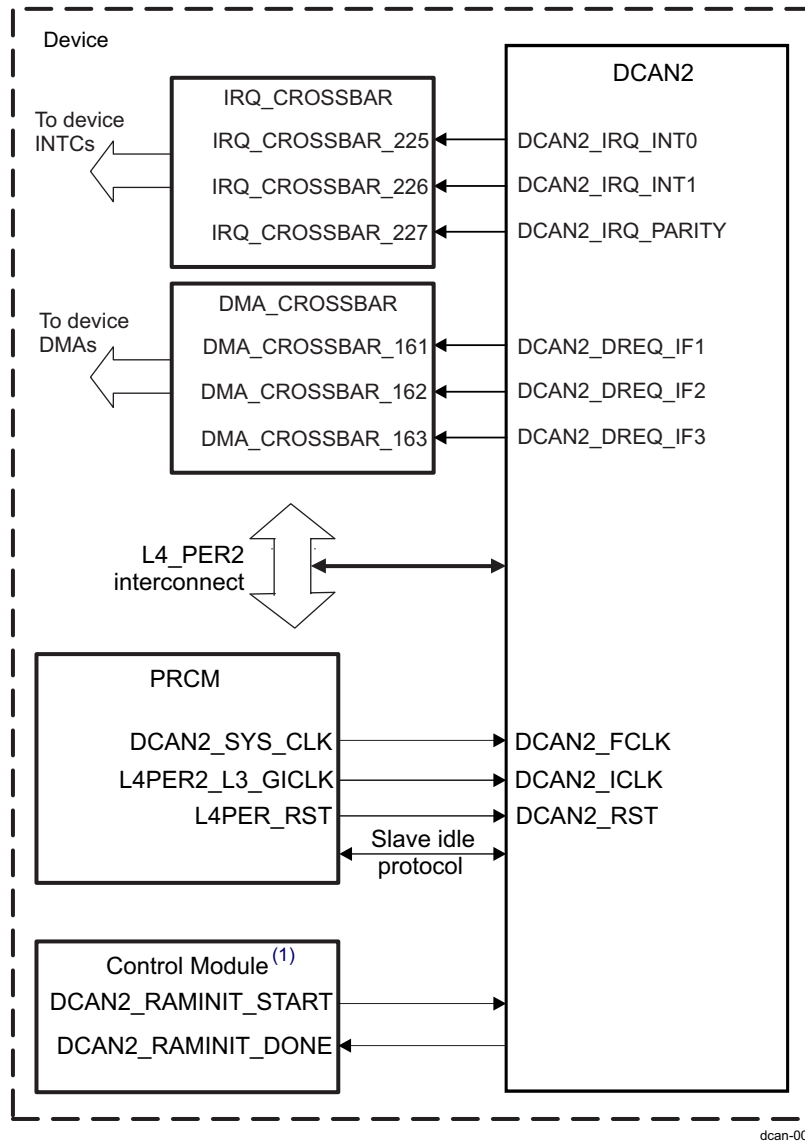 Device
DCAN2
IRQ_CROSSBAR
To device
INTCs
IRQ_CROSSBAR_225
DCAN2_IRQ_INT0
IRQ_CROSSBAR_226
DCAN2_IRQ_INT1
IRQ_CROSSBAR_227
DCAN2_IRQ_PARITY
DMA_CROSSBAR
To device
DMAs
DMA_CROSSBAR_161
DCAN2_DREQ_IF1
DMA_CROSSBAR_162
DCAN2_DREQ_IF2
DMA_CROSSBAR_163
DCAN2_DREQ_IF3
L4_PER2
interconnect
PRCM
DCAN2_SYS_CLK
DCAN2_FCLK
L4PER2_L3_GICLK
DCAN2_ICLK
L4PER_RST
DCAN2_RST
Slave idle
protocol
Control Module (1)
DCAN2_RAMINIT_START
DCAN2_RAMINIT_DONE
dcan-00